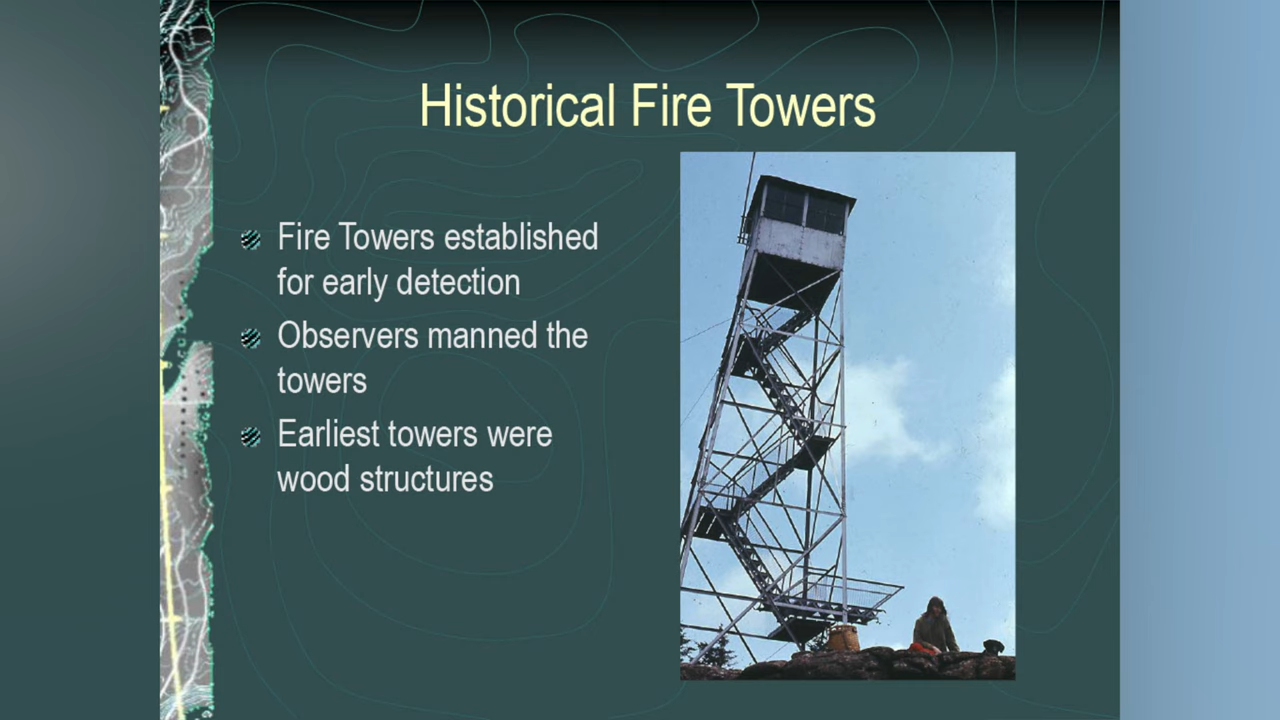 Historical Fire Towers
Fire Towers established
for early detection
Observers manned the
towers
Earliest towers were
wood structures